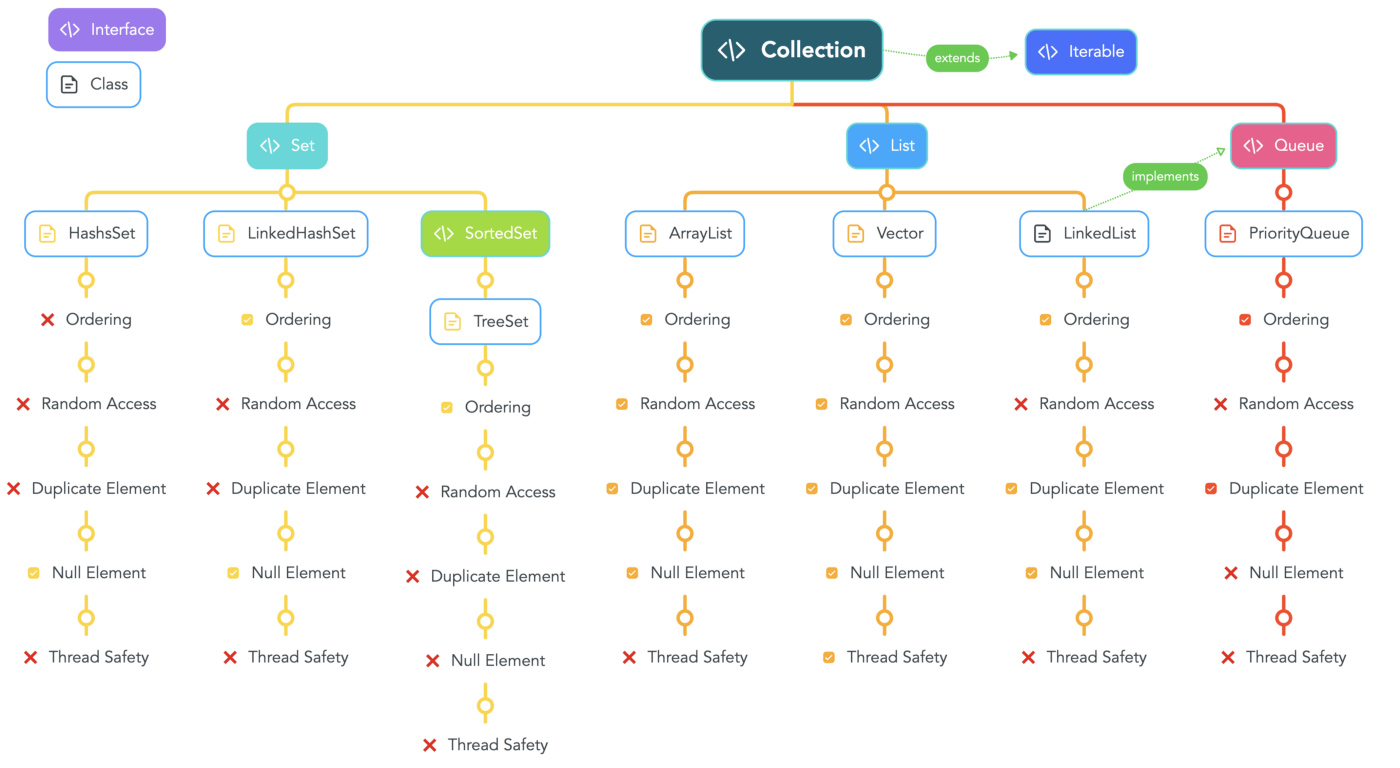 Interface
Class
Collection
extends
Iterable
Set
List
Queue
implements
HashsSet
LinkedHashSet
SortedSet
ArrayList
Vector
LinkedList
PriorityQueue
TreeSet
Ordering
Ordering
Ordering
Ordering
Ordering
Ordering
Ordering
Random Access
Random Access
Random Access
Random Access
Random Access
Random Access
Random Access
Duplicate Element
Duplicate Element
Duplicate Element
Duplicate Element
Duplicate Element
Duplicate Element
Duplicate Element
Null Element
Null Element
Null Element
Null Element
Null Element
Null Element
Null Element
Thread Safety
Thread Safety
Thread Safety
Thread Safety
Thread Safety
Thread Safety
Thread Safety